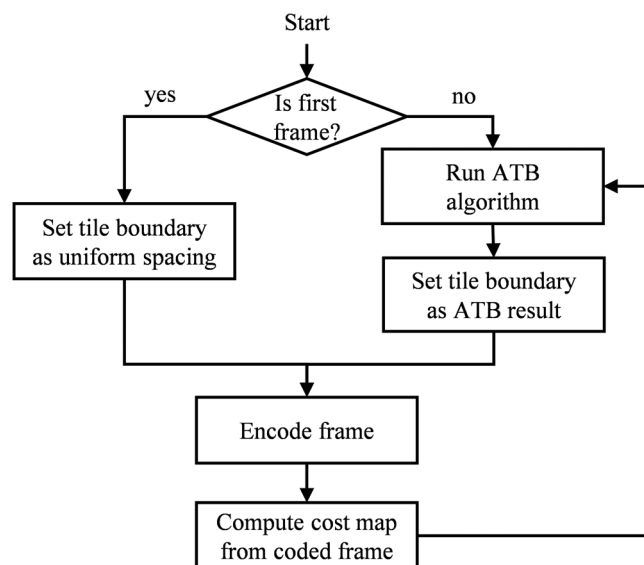 Start
yes
Is first
frame?
no
Run ATB
algorithm
Set tile boundary
as uniform spacing
Set tile boundary
as ATB result
Encode frame
Compute cost map
from coded frame